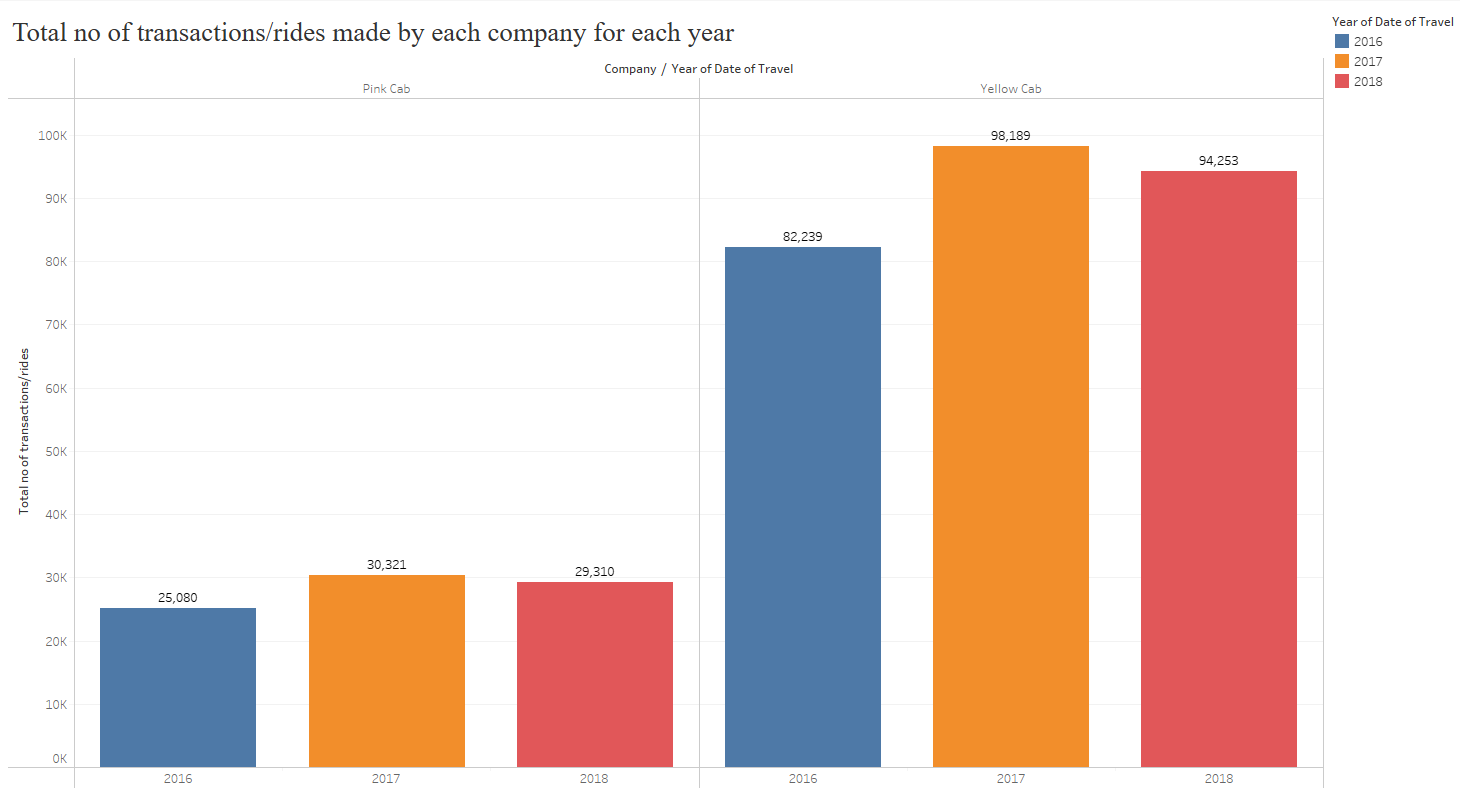 Total no of transactions/rides made by each company for each year
Year of Date of Travel
2016
2017
2018
Company / Year of Date of Travel
Pink Cab
Yellow Cab
Total no of transactions/rides
100K
90K
80K
70K
60K
50K
40K
30K
20K
10K
0K
25,080
30,321
29,310
82,239
98,189
94,253
2016
2017
2018
2016
2017
2018